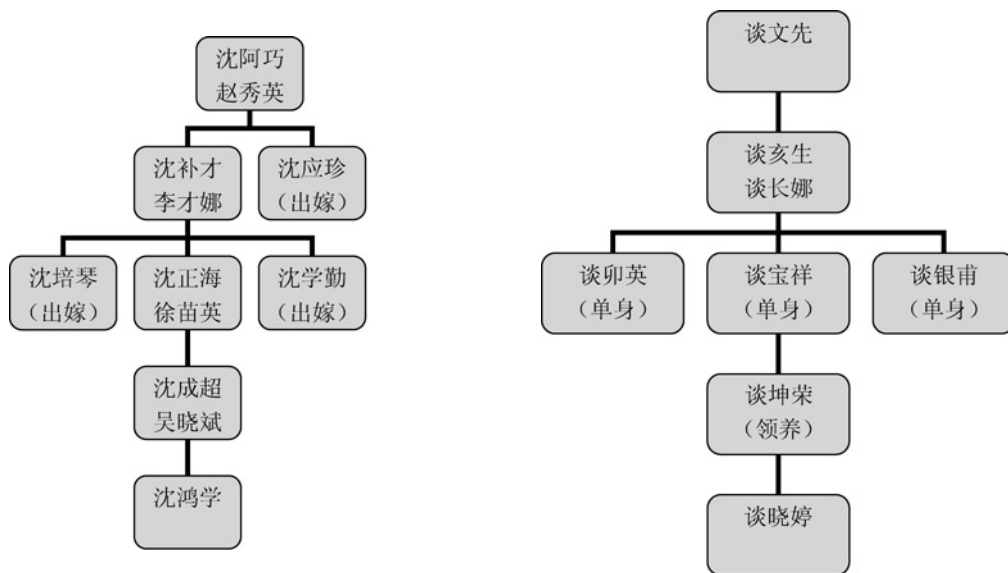 沈阿巧
赵秀英
沈补才
李才娜
沈应珍
（出嫁）
沈培琴
（出嫁）
沈正海
徐苗英
沈学勤
（出嫁）
沈成超
吴晓斌
沈鸿学
谈文先
谈亥生
谈长娜
谈卯英
（单身）
谈宝祥
（单身）
谈银甫
（单身）
谈坤荣
（领养）
谈晓婷